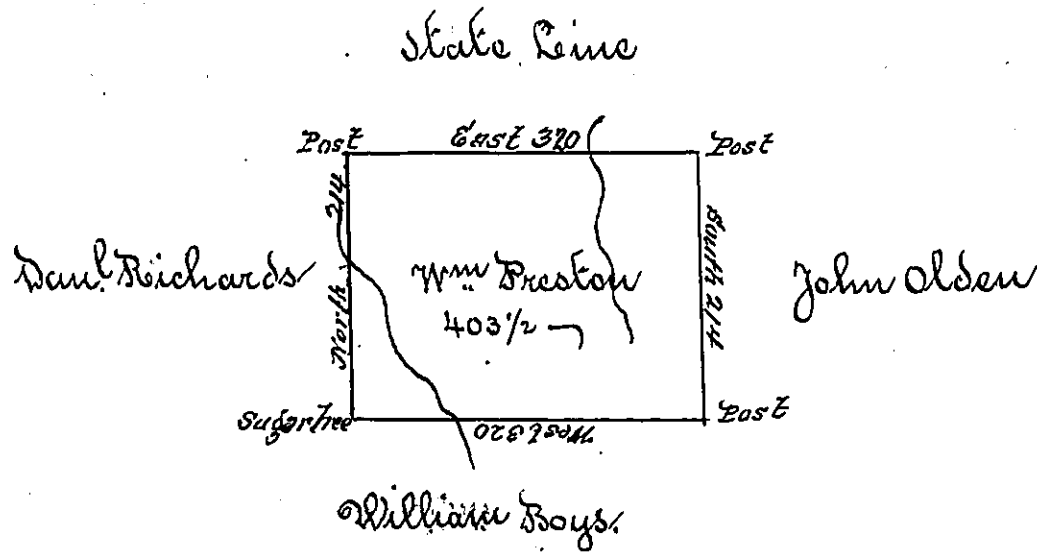 State Line
Post
East 320
Post
North 214
South 214
Danl. Richards
Wm Preston
John Olden
403 1/2
Sugartree
West 320
Post
William Boys.